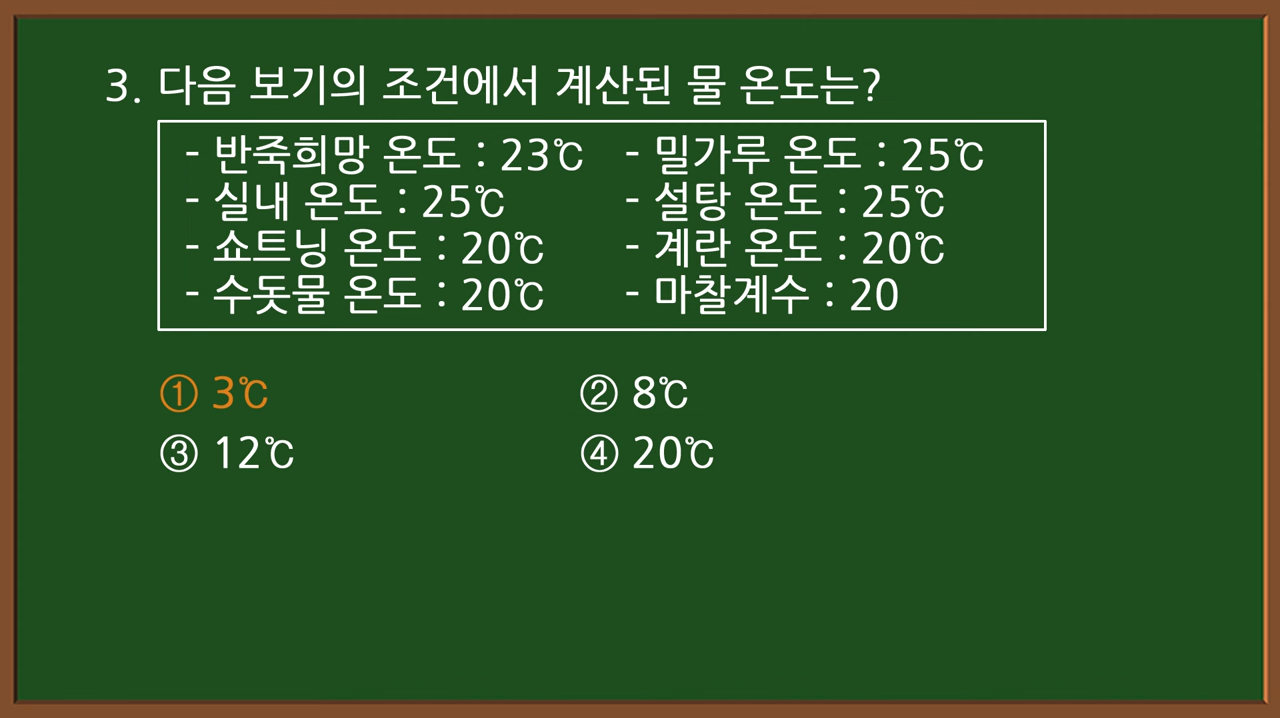 3. 다음 보기의 조건에서 계산된 물 온도는?
- 반죽희망 온도 : 23℃ - 밀가루 온도 : 25℃
- 실내 온도 : 25℃ - 설탕 온도 : 25℃
- 쇼트닝 온도 : 20℃ - 계란 온도 : 20℃
- 수돗물 온도 : 20℃ - 마찰계수 : 20
① 3℃ ② 8℃
③ 12℃ ④ 20℃